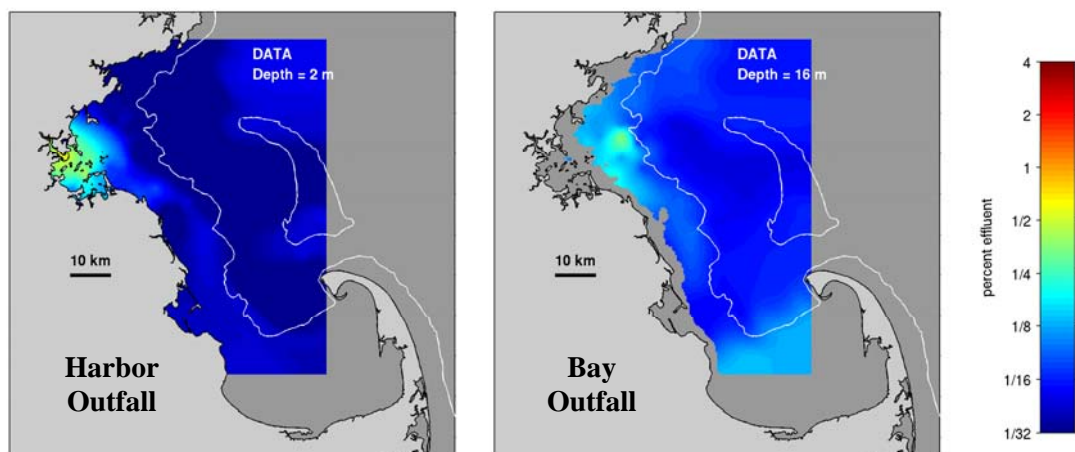 DATA
Depth = 2 m
10 km
Harbor
Outfall
DATA
Depth = 16 m
10 km
Bay
Outfall
percent effluent
4
2
1
1/2
1/4
1/8
1/16
1/32